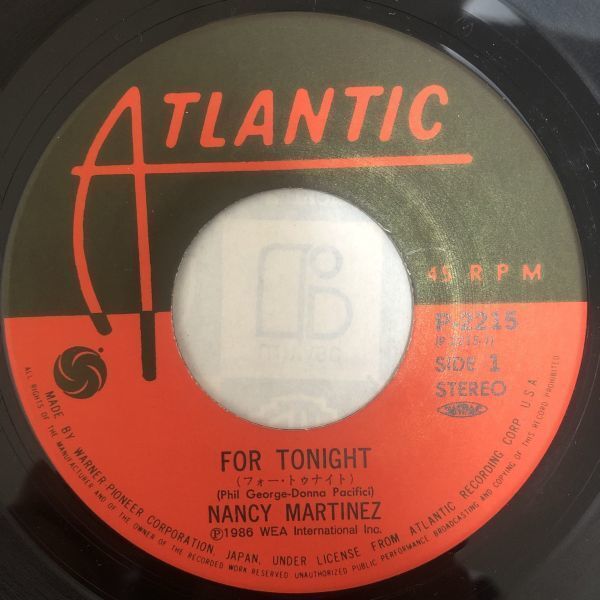 ATLANTIC
45 RPM
P-2215
(P-2215-1)
SIDE 1
STEREO
FOR TONIGHT
(フォー・トゥナイト)
(Phil George-Donna Pacifici)
NANCY MARTINEZ
Ⓟ1986 WEA International Inc.
MADE BY WARNER-PIONEER CORPORATION, JAPAN, UNDER LICENSE FROM ATLANTIC RECORDING CORP. U.S.A.
ALL RIGHTS OF THE MANUFACTURER AND OF THE OWNER OF THE RECORDED WORK RESERVED UNAUTHORIZED PUBLIC PERFORMANCE, BROADCASTING AND COPYING OF THIS RECORD PROHIBITED